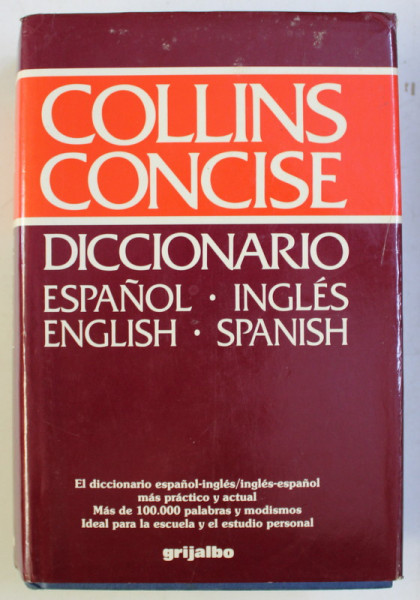 COLLINS
CONCISE
DICCIONARIO
ESPAÑOL · INGLÉS
ENGLISH · SPANISH
El diccionario español-inglés/inglés-español
más práctico y actual
Más de 100.000 palabras y modismos
Ideal para la escuela y el estudio personal
grijalbo